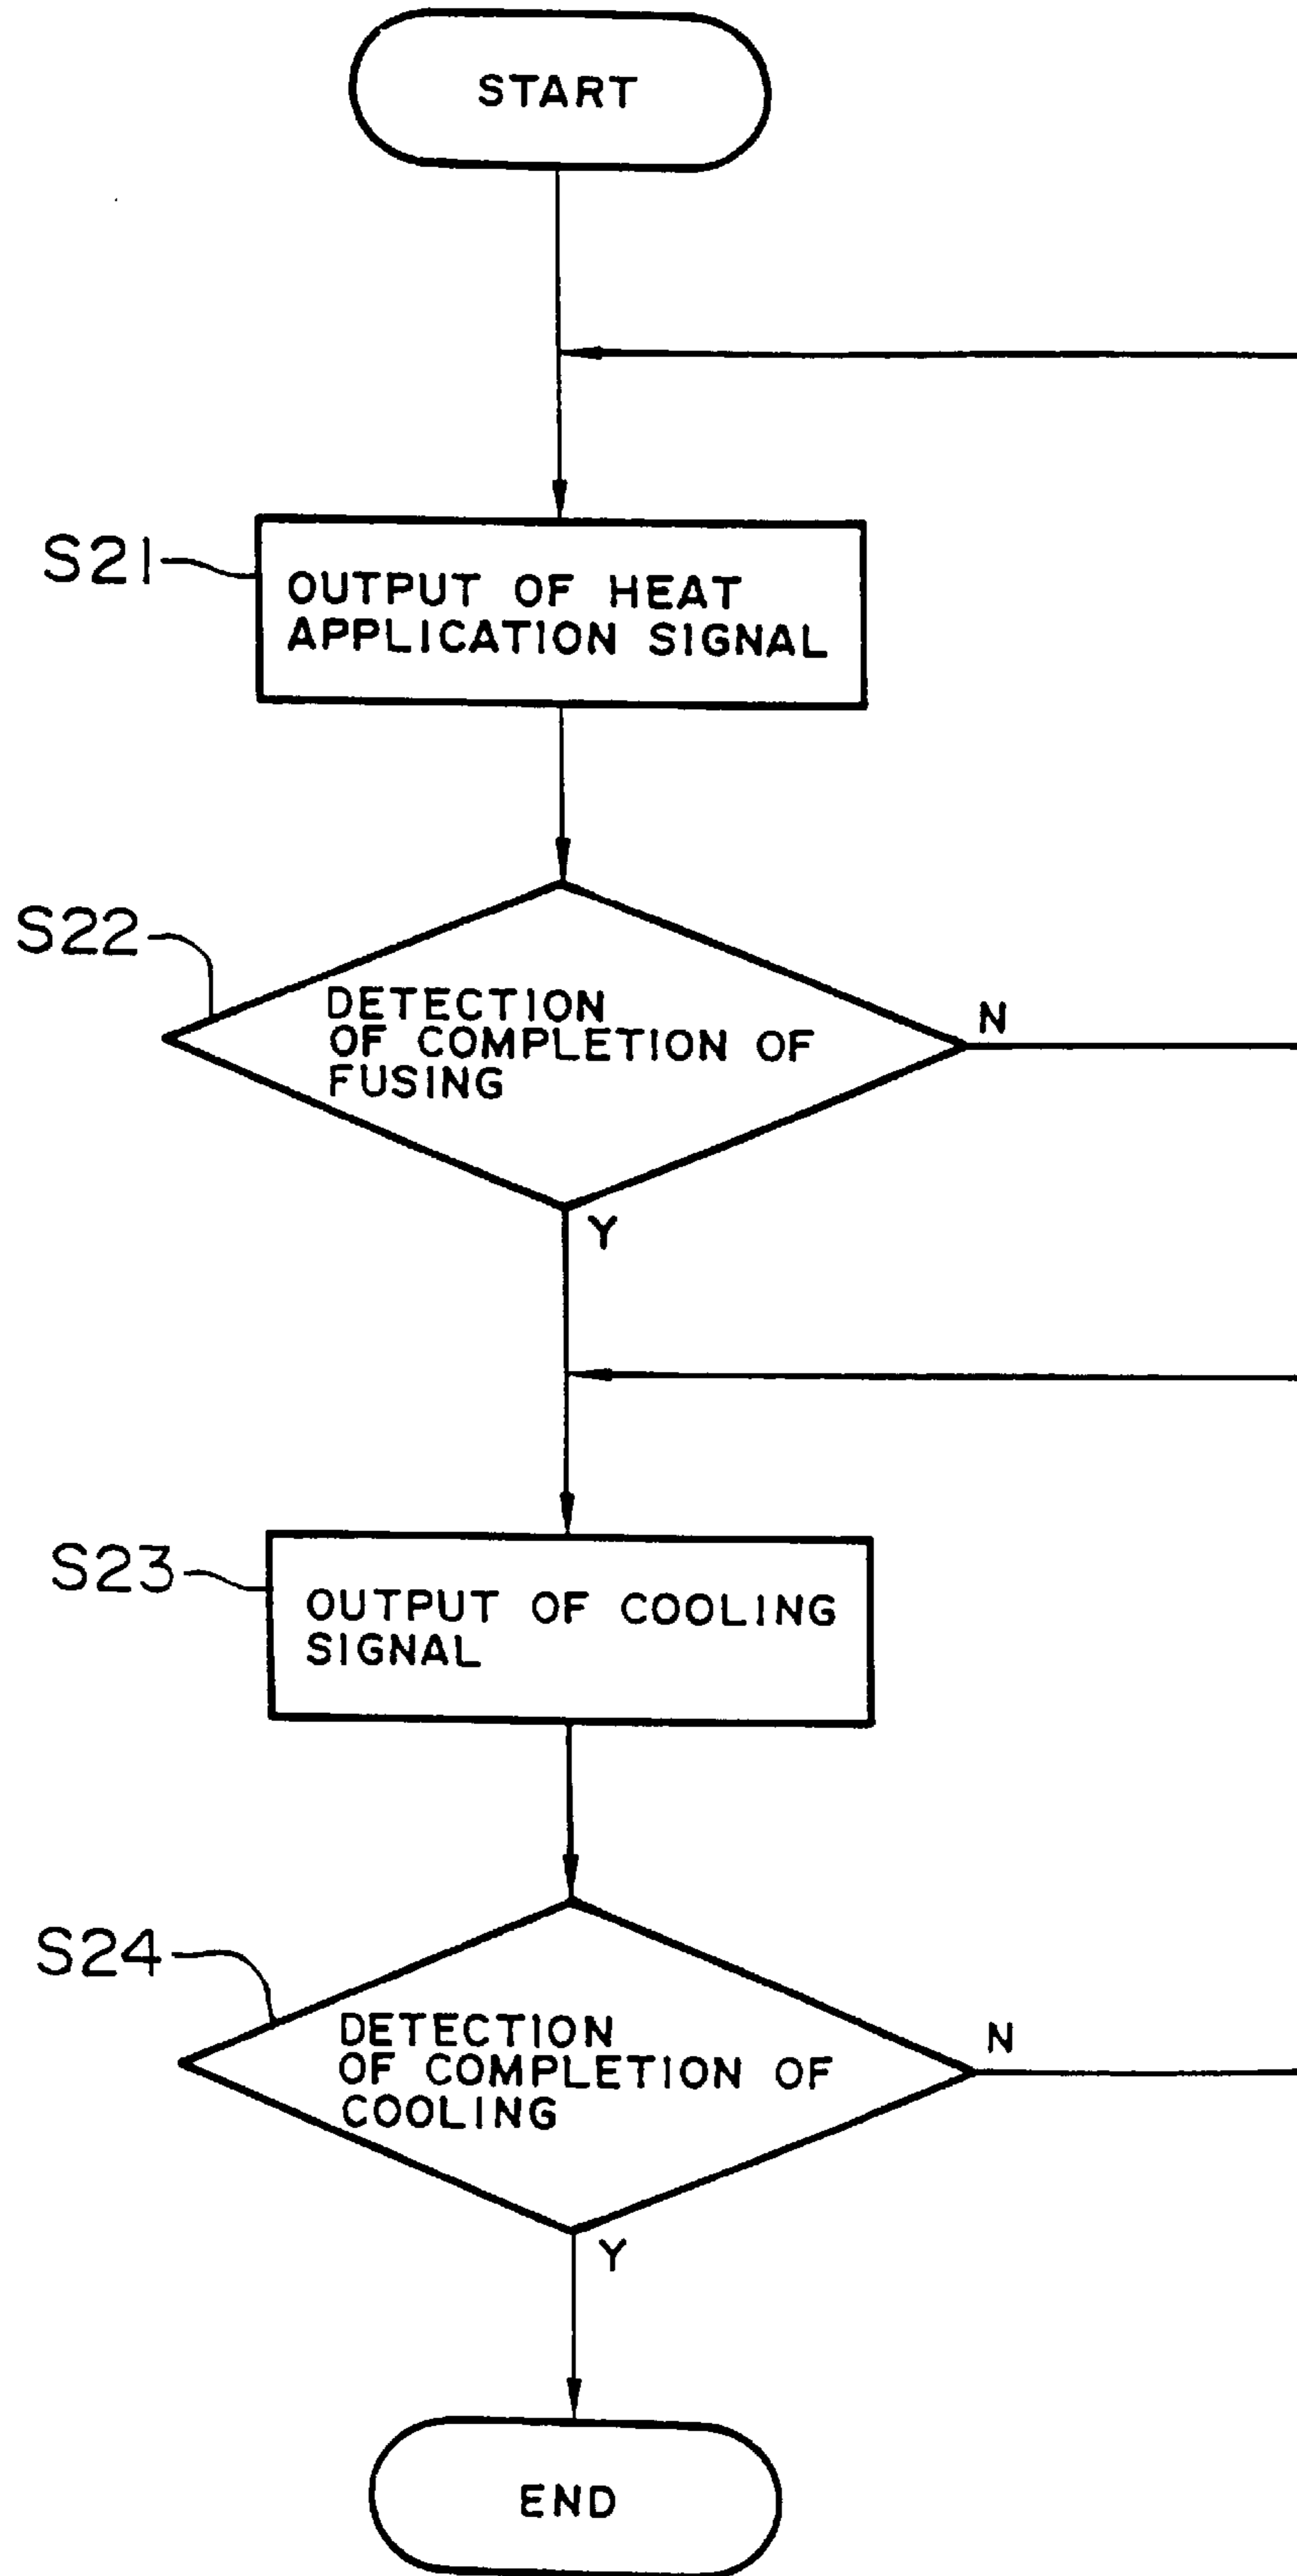 START
S21
OUTPUT OF HEAT
APPLICATION SIGNAL
S22
DETECTION
OF COMPLETION OF
FUSING
N
Y
S23
OUTPUT OF COOLING
SIGNAL
S24
DETECTION
OF COMPLETION OF
COOLING
N
Y
END